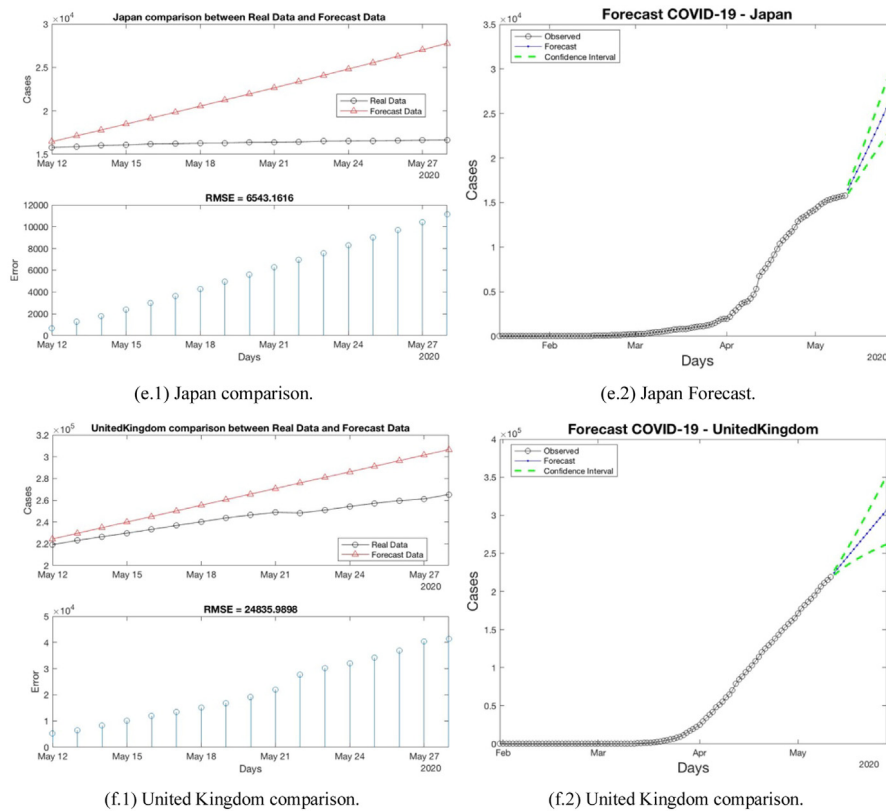 Japan comparison between Real Data and Forecast Data
×10⁴
3
2.5
2
1.5
Cases
Real Data
Forecast Data
May 12 May 15 May 18 May 21 May 24 May 27
2020
RMSE = 6543.1616
12000
10000
8000
6000
4000
2000
0
Error
May 12 May 15 May 18 May 21 May 24 May 27
Days 2020
(e.1) Japan comparison.
Forecast COVID-19 - Japan
×10⁴
3.5
3
2.5
2
1.5
1
0.5
0
Cases
Observed
Forecast
Confidence Interval
Feb Mar Apr May
Days 2020
(e.2) Japan Forecast.
UnitedKingdom comparison between Real Data and Forecast Data
×10⁵
3.2
3
2.8
2.6
2.4
2.2
2
Cases
Real Data
Forecast Data
May 12 May 15 May 18 May 21 May 24 May 27
2020
RMSE = 24835.9898
×10⁴
5
4
3
2
1
0
Error
May 12 May 15 May 18 May 21 May 24 May 27
Days 2020
(f.1) United Kingdom comparison.
Forecast COVID-19 - UnitedKingdom
×10⁵
4
3.5
3
2.5
2
1.5
1
0.5
0
Cases
Observed
Forecast
Confidence Interval
Feb Mar Apr May
Days 2020
(f.2) United Kingdom comparison.